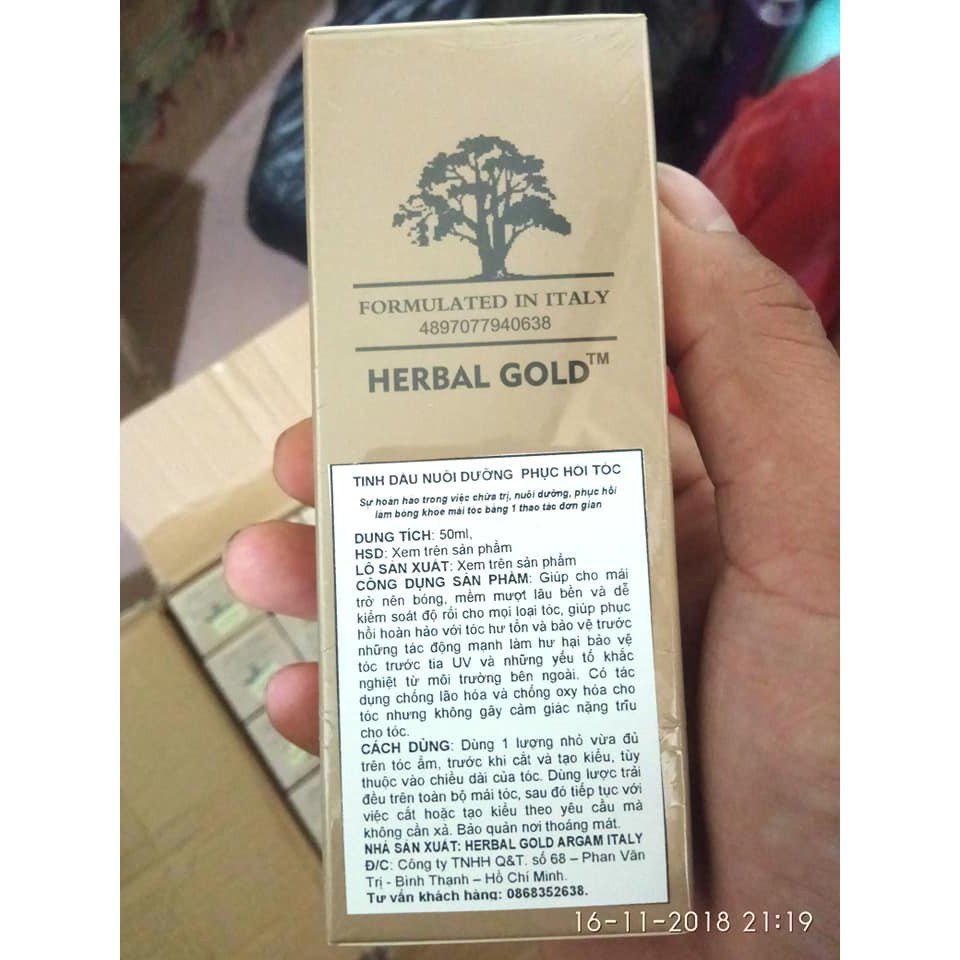 FORMULATED IN ITALY
4897077940638
HERBAL GOLD™
TINH DẦU NUÔI DƯỠNG PHỤC HỒI TÓC
Sự hoàn hảo trong việc chữa trị, nuôi dưỡng, phục hồi
làm bóng khỏe mái tóc bằng 1 thao tác đơn giản
DUNG TÍCH: 50ml,
HSD: Xem trên sản phẩm
LÔ SẢN XUẤT: Xem trên sản phẩm
CÔNG DỤNG SẢN PHẨM: Giúp cho mái
trở nên bóng, mềm mượt lâu bền và dễ
kiểm soát độ rối cho mọi loại tóc, giúp phục
hồi hoàn hảo với tóc hư tổn và bảo vệ trước
những tác động mạnh làm hư hại bảo vệ
tóc trước tia UV và những yếu tố khắc
nghiệt từ môi trường bên ngoài. Có tác
dụng chống lão hóa và chống oxy hóa cho
tóc nhưng không gây cảm giác nặng trĩu
cho tóc.
CÁCH DÙNG: Dùng 1 lượng nhỏ vừa đủ
trên tóc ẩm, trước khi cắt và tạo kiểu, tùy
thuộc vào chiều dài của tóc. Dùng lược trải
đều trên toàn bộ mái tóc, sau đó tiếp tục với
việc cắt hoặc tạo kiểu theo yêu cầu mà
không cần xả. Bảo quản nơi thoáng mát.
NHÀ SẢN XUẤT: HERBAL GOLD ARGAM ITALY
Đ/C: Công ty TNHH Q&T. số 68 – Phan Văn
Trị - Bình Thạnh – Hồ Chí Minh.
Tư vấn khách hàng: 0868352638.
16-11-2018 21:19